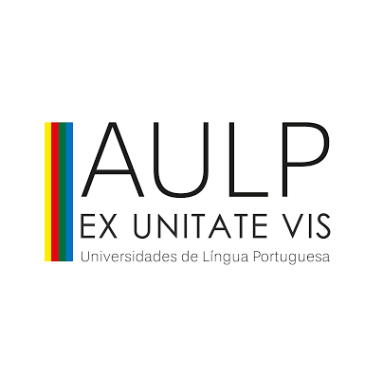 AULP
EX UNITATE VIS
Universidades de Língua Portuguesa